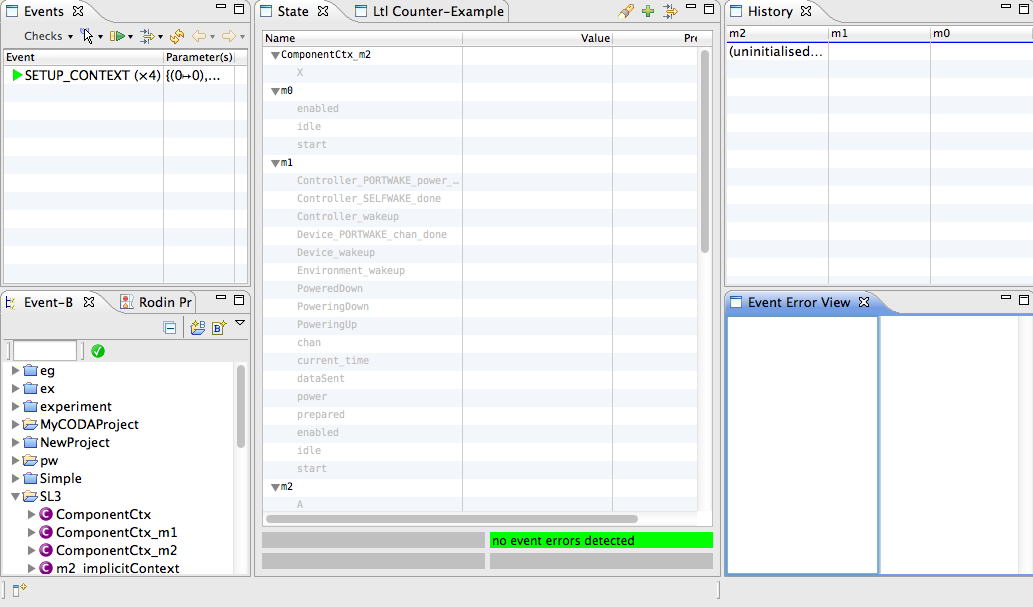 Events
Checks
Event Parameter(s)
SETUP_CONTEXT (×4) {(0↦0),...
Event-B Rodin Pr
eg
ex
experiment
MyCODAProject
NewProject
pw
Simple
SL3
ComponentCtx
ComponentCtx_m1
ComponentCtx_m2
m2_implicitContext
State Ltl Counter-Example
Name Value Pre
ComponentCtx_m2
X
m0
enabled
idle
start
m1
Controller_PORTWAKE_power_…
Controller_SELFWAKE_done
Controller_wakeup
Device_PORTWAKE_chan_done
Device_wakeup
Environment_wakeup
PoweredDown
PoweringDown
PoweringUp
chan
current_time
dataSent
power
prepared
enabled
idle
start
m2
A
no event errors detected
History
m2 m1 m0
(uninitialised...
Event Error View